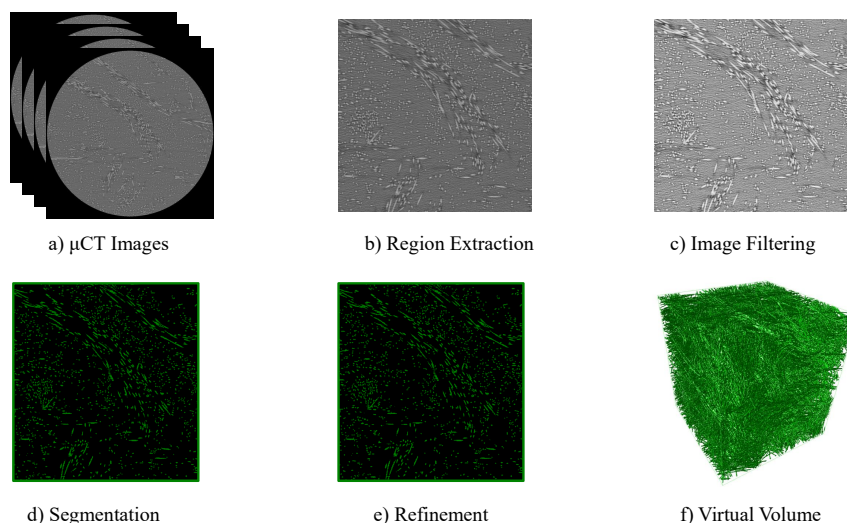 a) μCT Images
b) Region Extraction
c) Image Filtering
d) Segmentation
e) Refinement
f) Virtual Volume